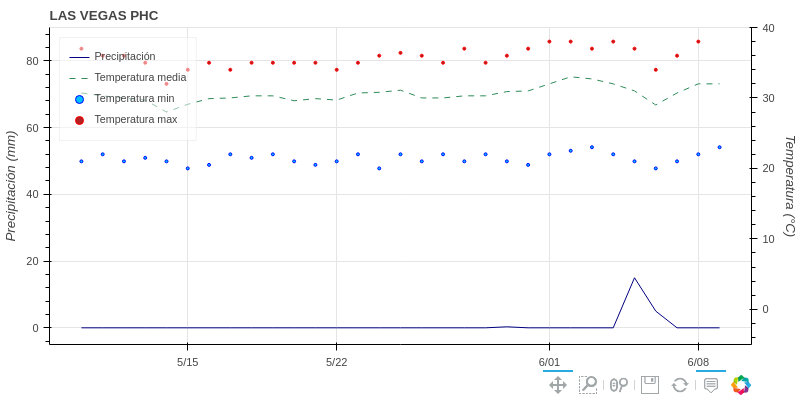 LAS VEGAS PHC
Precipitación
Temperatura media
Temperatura min
Temperatura max
Precipitación (mm)
80
60
40
20
0
Temperatura (°C)
40
30
20
10
0
5/15
5/22
6/01
6/08